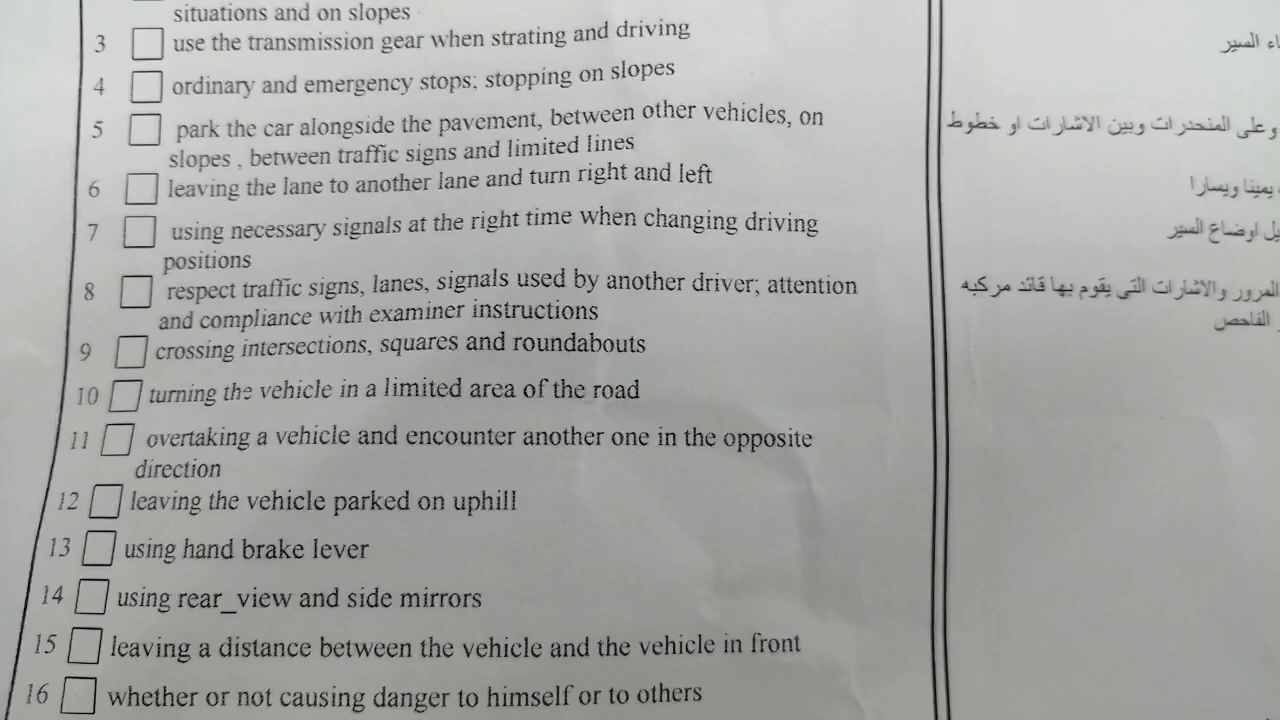 situations and on slopes
3 use the transmission gear when strating and driving
4 ordinary and emergency stops; stopping on slopes
5 park the car alongside the pavement, between other vehicles, on
slopes , between traffic signs and limited lines
6 leaving the lane to another lane and turn right and left
7 using necessary signals at the right time when changing driving
positions
8 respect traffic signs, lanes, signals used by another driver; attention
and compliance with examiner instructions
9 crossing intersections, squares and roundabouts
10 turning the vehicle in a limited area of the road
11 overtaking a vehicle and encounter another one in the opposite
direction
12 leaving the vehicle parked on uphill
13 using hand brake lever
14 using rear_view and side mirrors
15 leaving a distance between the vehicle and the vehicle in front
16 whether or not causing danger to himself or to others
السير
وعلى المنحدرات وبين الاشارات او خطوط
يمينا ويسارا
اوضاع السير
المرور والاشارات التي يقوم بها قائد مركبه
الفاحص